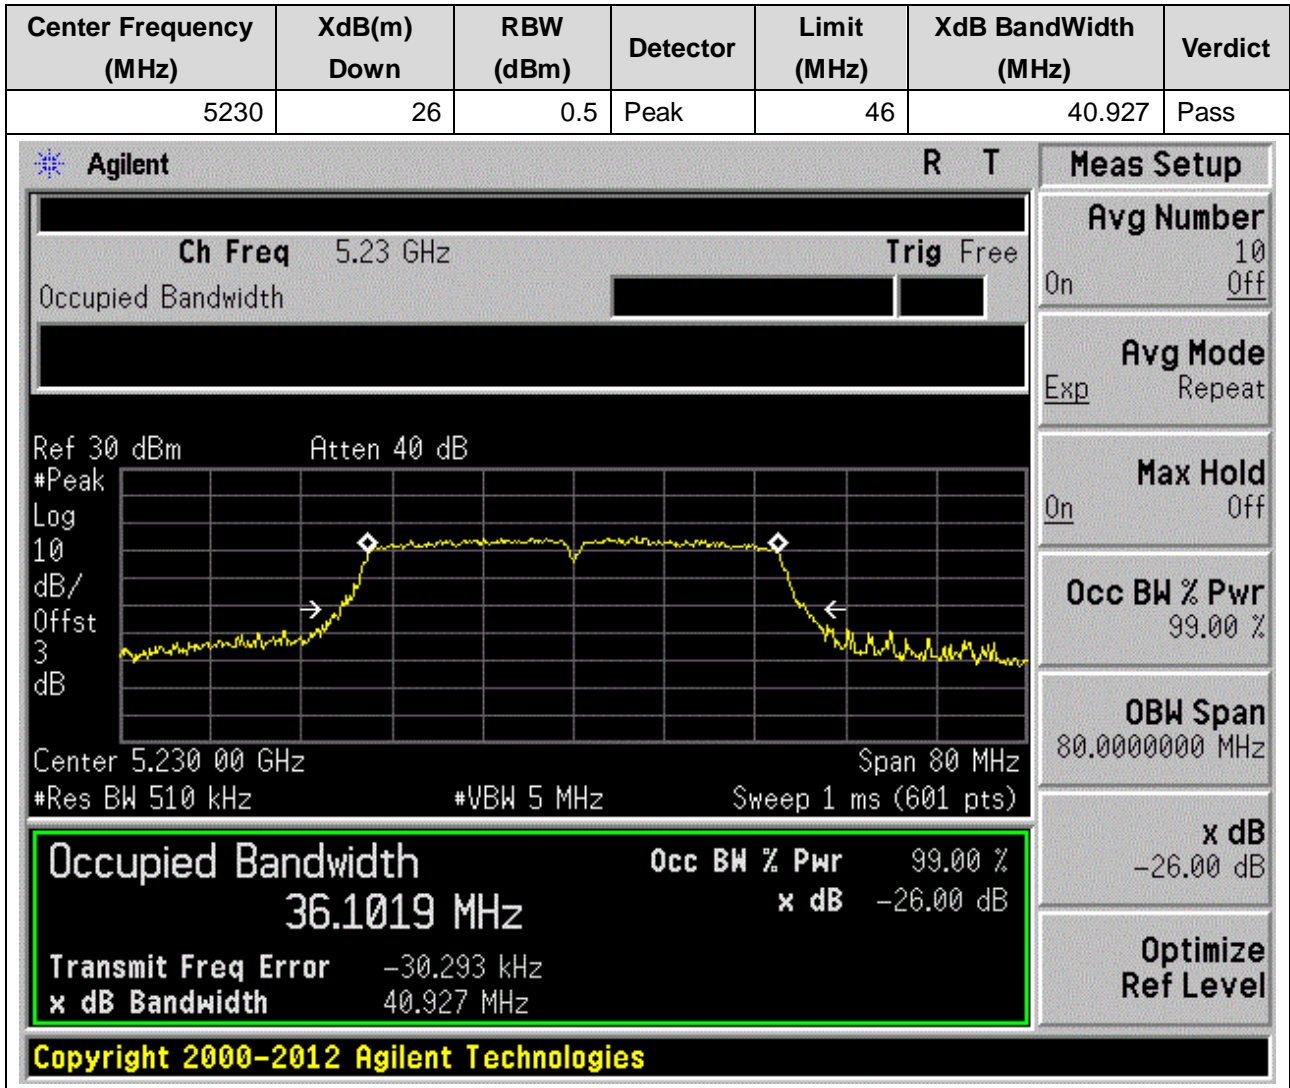 Center Frequency (MHz) XdB(m) Down RBW (dBm) Detector Limit (MHz) XdB BandWidth (MHz) Verdict
5230 26 0.5 Peak 46 40.927 Pass
Agilent R T
Ch Freq 5.23 GHz Trig Free
Occupied Bandwidth
Ref 30 dBm Atten 40 dB
#Peak
Log
10
dB/
Offst
3
dB
Center 5.230 00 GHz Span 80 MHz
#Res BW 510 kHz #VBW 5 MHz Sweep 1 ms (601 pts)
Occupied Bandwidth Occ BW % Pwr 99.00 %
36.1019 MHz x dB -26.00 dB
Transmit Freq Error -30.293 kHz
x dB Bandwidth 40.927 MHz
Copyright 2000-2012 Agilent Technologies
Meas Setup
Avg Number
10
On Off
Avg Mode
Exp Repeat
Max Hold
On Off
Occ BW % Pwr
99.00 %
OBW Span
80.0000000 MHz
x dB
-26.00 dB
Optimize
Ref Level